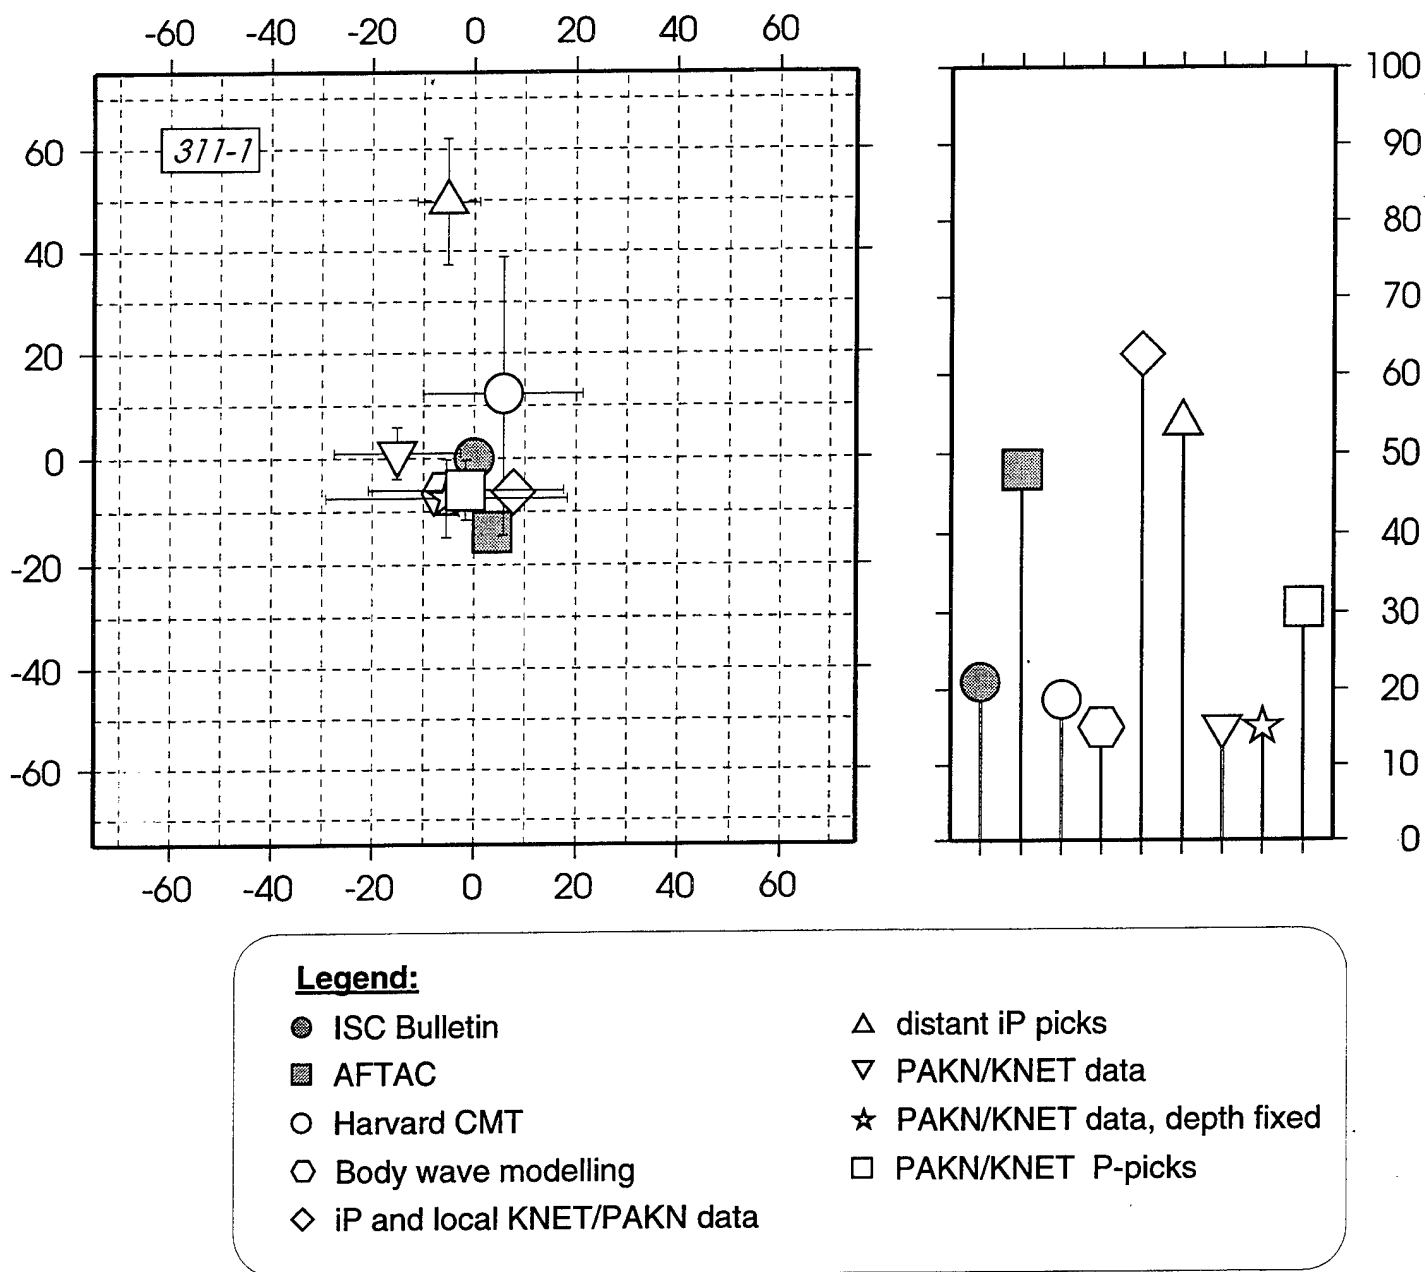 -60 -40 -20 0 20 40 60
100
90
80
70
60
50
40
30
20
10
0
60
40
20
0
-20
-40
-60
311-1
-60 -40 -20 0 20 40 60
Legend:
ISC Bulletin
AFTAC
Harvard CMT
Body wave modelling
iP and local KNET/PAKN data
distant iP picks
PAKN/KNET data
PAKN/KNET data, depth fixed
PAKN/KNET P-picks